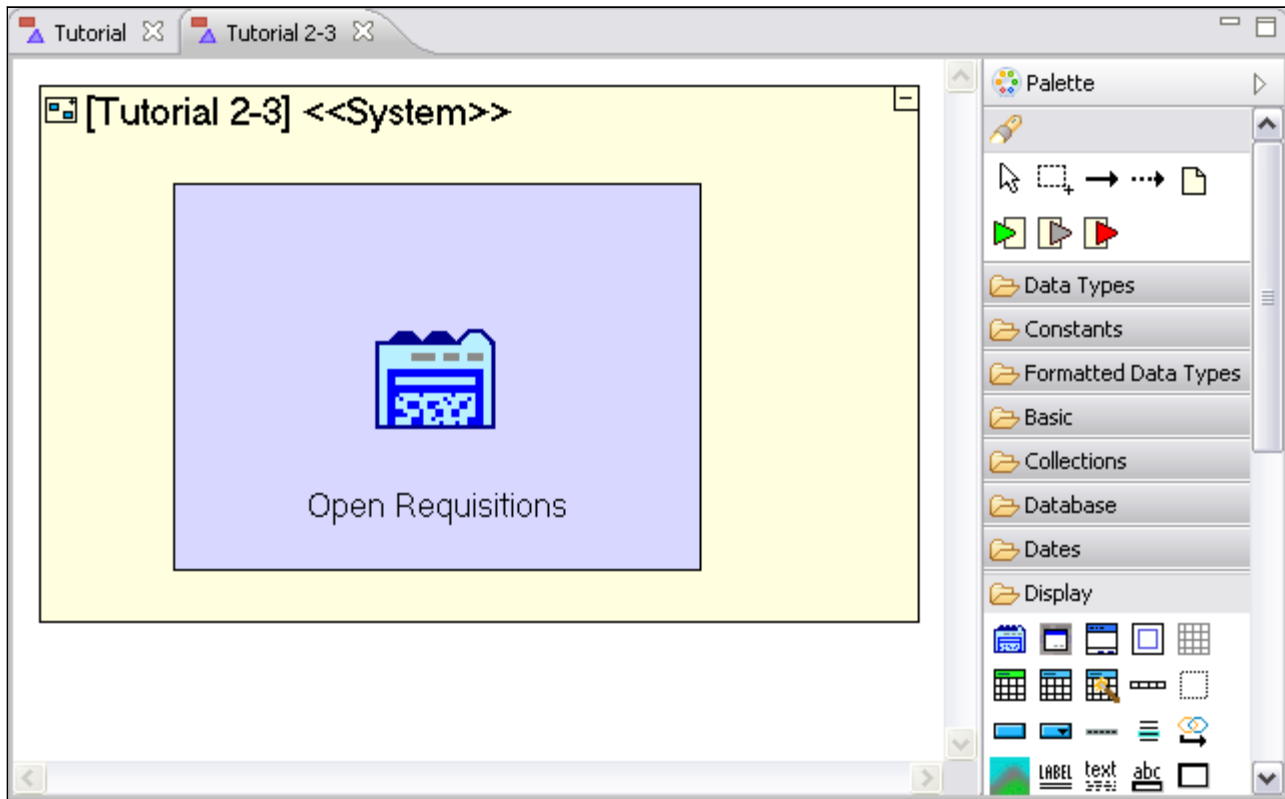 Tutorial
Tutorial 2-3
[Tutorial 2-3] <<System>>
Open Requisitions
Palette
Data Types
Constants
Formatted Data Types
Basic
Collections
Database
Dates
Display
LABEL text abc